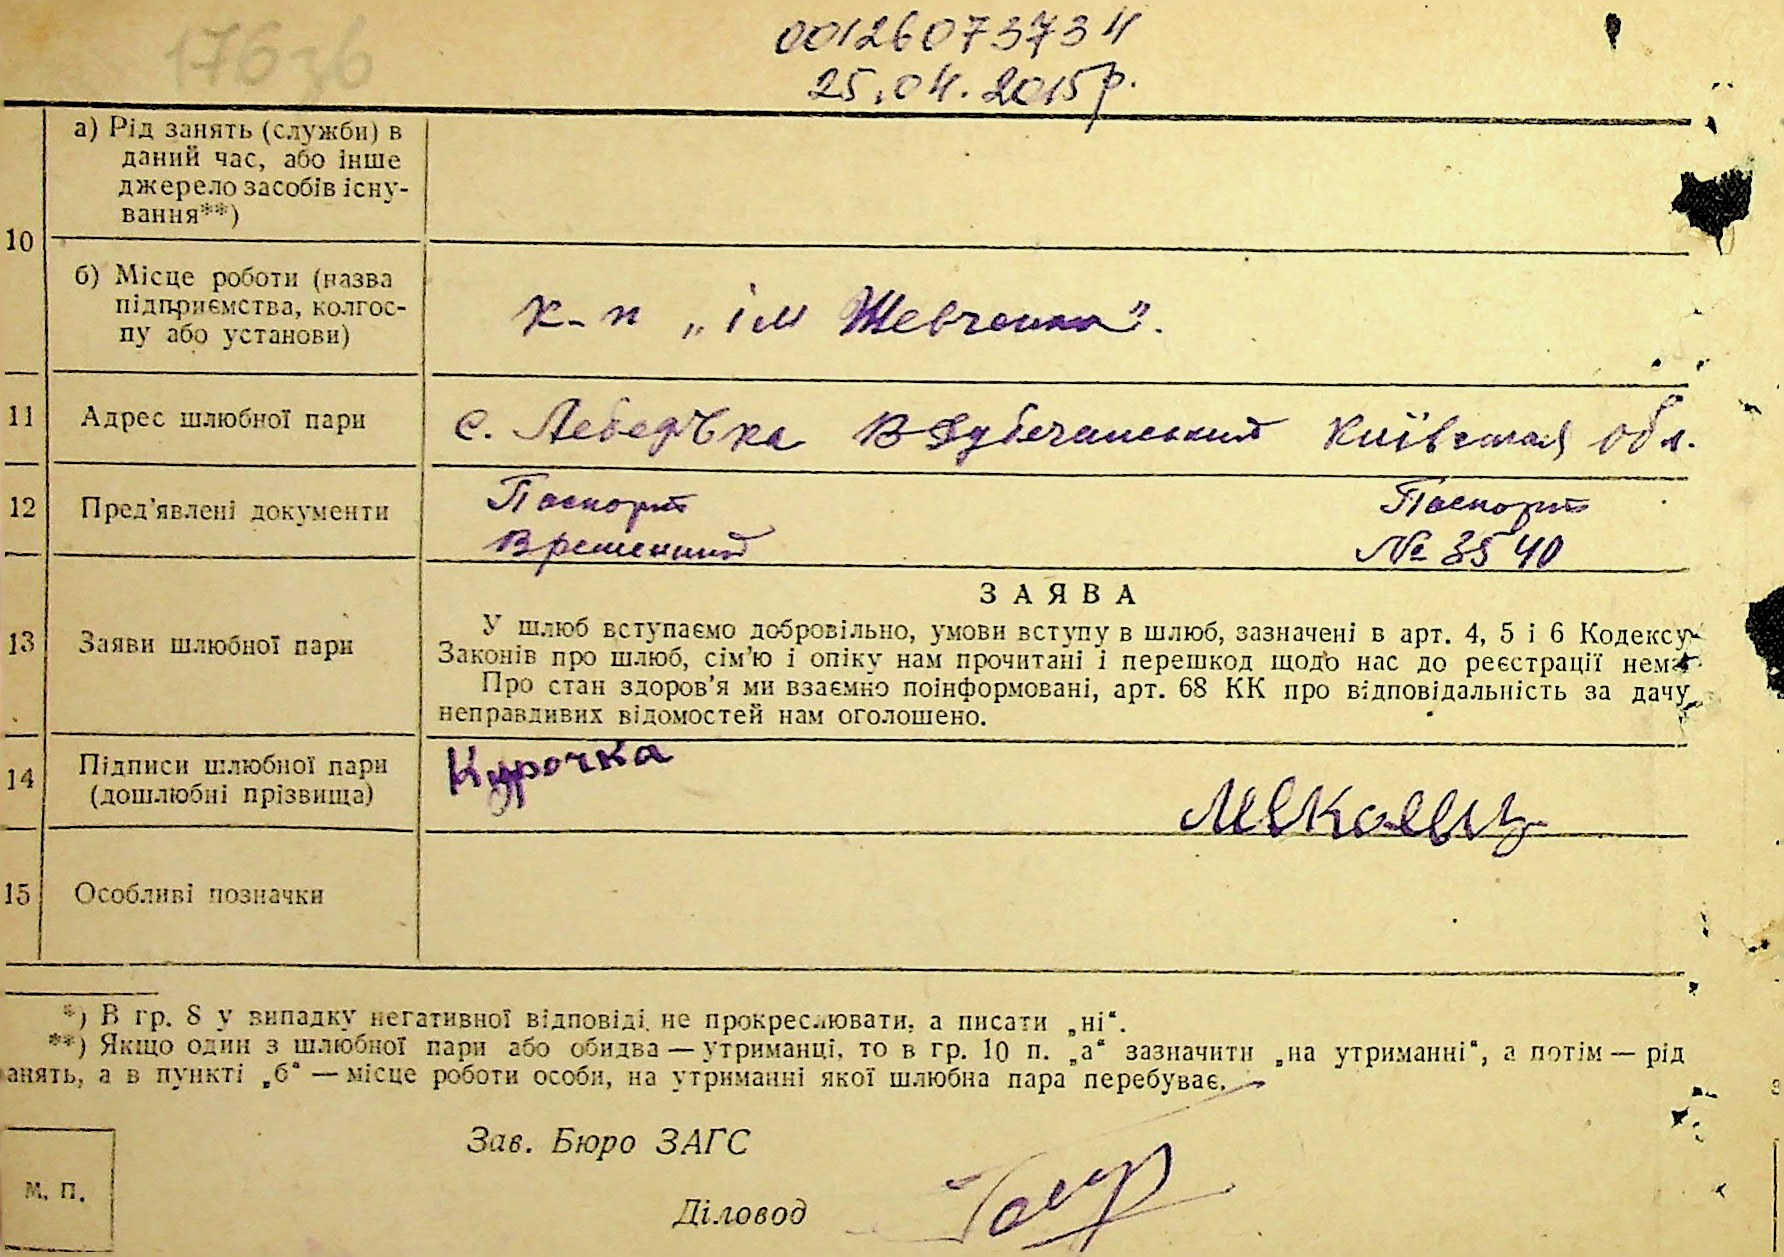 176зв
00126073734
25.04.2015р.
10
а) Рід занять (служби) в
даний час, або інше
джерело засобів існу-
вання**)
б) Місце роботи (назва
підприємства, колгос-
пу або установи)
к-п „ім Шевченка".
11
Адрес шлюбної пари
с. Лебедівка В Дубечанський Київская обл.
12
Пред'явлені документи
Паспорт
Временный
Паспорт
№ 3540
13
Заяви шлюбної пари
ЗАЯВА
У шлюб вступаємо добровільно, умови вступу в шлюб, зазначені в арт. 4, 5 і 6 Кодексу
Законів про шлюб, сім'ю і опіку нам прочитані і перешкод щодо нас до реєстрації нема
Про стан здоров'я ми взаємно поінформовані, арт. 68 КК про відповідальність за дачу
неправдивих відомостей нам оголошено.
14
Підписи шлюбної пари
(дошлюбні прізвища)
Курочка
15
Особливі позначки
*) В гр. 8 у випадку негативної відповіді не прокреслювати, а писати „ні“.
**) Якщо один з шлюбної пари або обидва — утриманці, то в гр. 10 п. „а“ зазначити „на утриманні“, а потім — рід
анять, а в пункті „б“ — місце роботи особи, на утриманні якої шлюбна пара перебуває.
Зав. Бюро ЗАГС
М. П.
Діловод